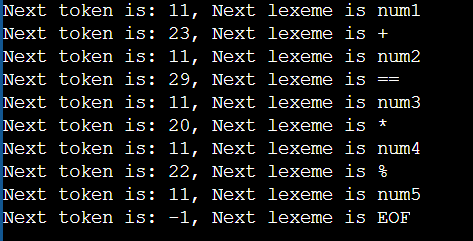 Next token is: 11, Next lexeme is num1
Next token is: 23, Next lexeme is +
Next token is: 11, Next lexeme is num2
Next token is: 29, Next lexeme is ==
Next token is: 11, Next lexeme is num3
Next token is: 20, Next lexeme is *
Next token is: 11, Next lexeme is num4
Next token is: 22, Next lexeme is %
Next token is: 11, Next lexeme is num5
Next token is: -1, Next lexeme is EOF